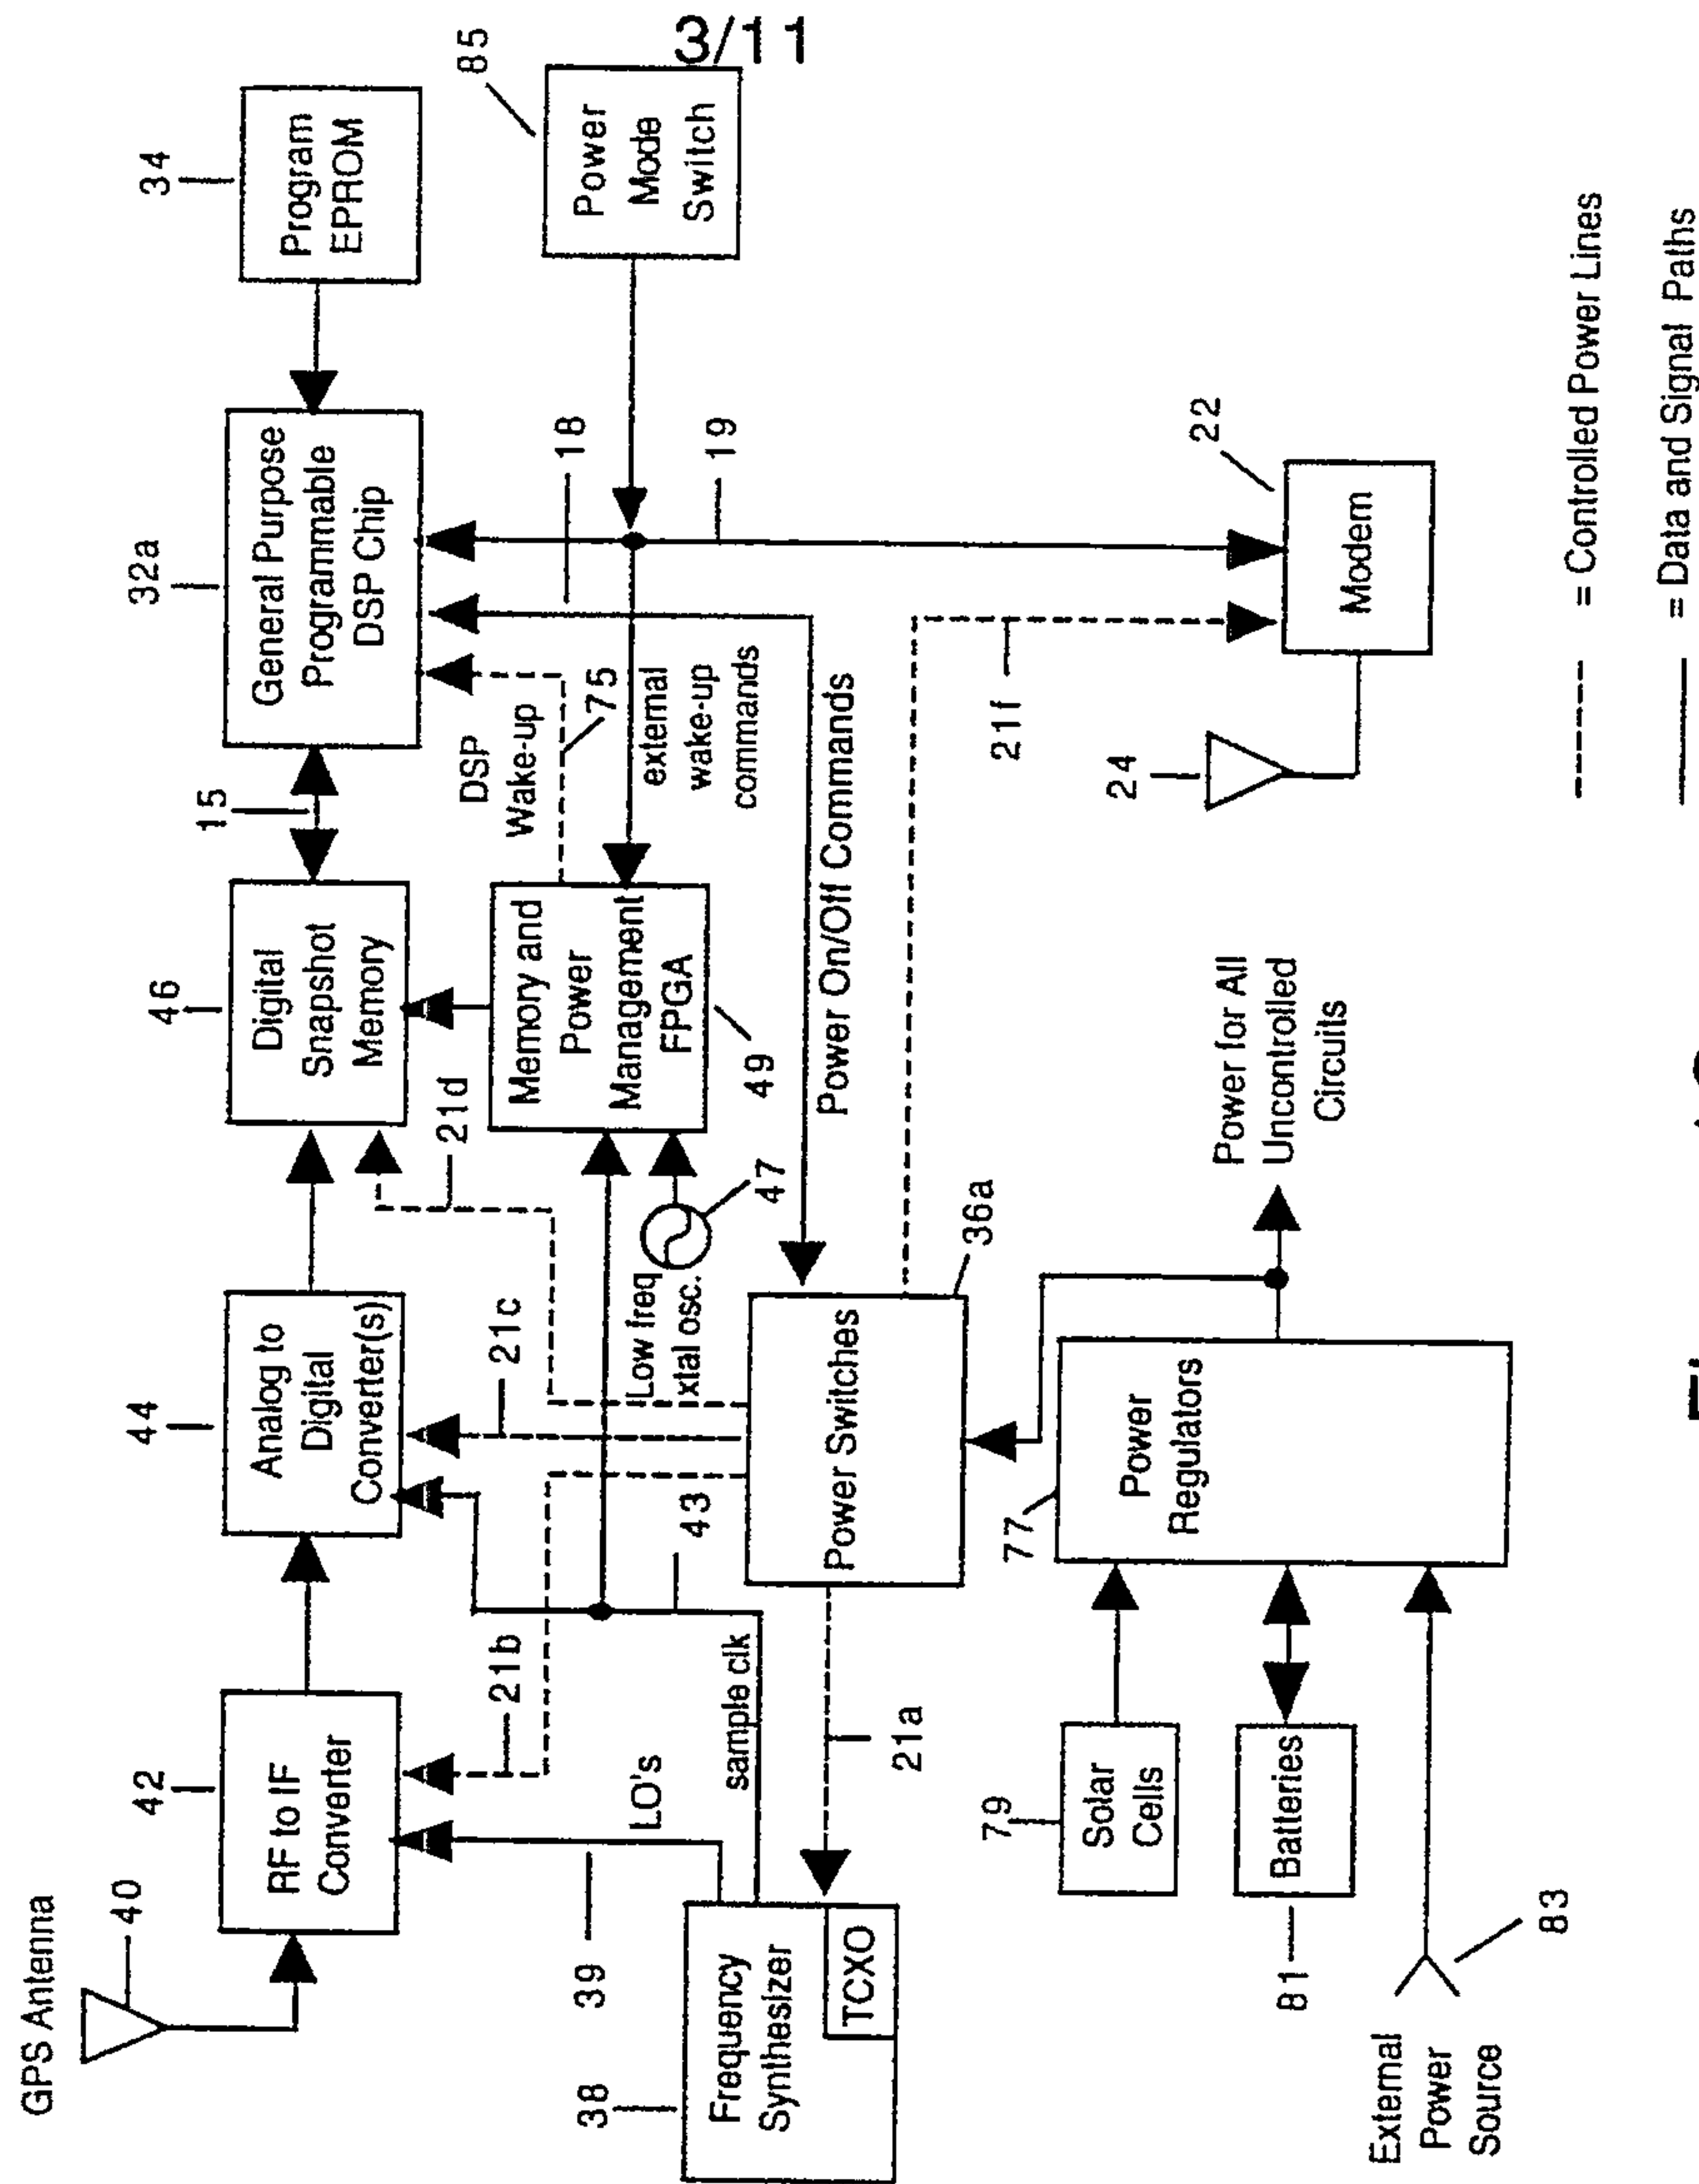 3/11
GPS Antenna
40
42
RF to IF
Converter
44
Analog to
Digital
Converter(s)
46
Digital
Snapshot
Memory
15
32a
General Purpose
Programmable
DSP Chip
34
Program
EPROM
85
Power
Mode
Switch
38
Frequency
Synthesizer
TCXO
39
LO's
21b
sample clk
43
21c
21d
Low freq
xtal osc.
47
Memory and
Power
Management
FPGA
49
DSP
Wake-up
75
external
wake-up
commands
18
19
Power On/Off Commands
21a
Power Switches
36a
21f
24
22
Modem
79
Solar
Cells
81
Batteries
External
Power
Source
83
77
Power
Regulators
Power for All
Uncontrolled
Circuits
= Controlled Power Lines
= Data and Signal Paths